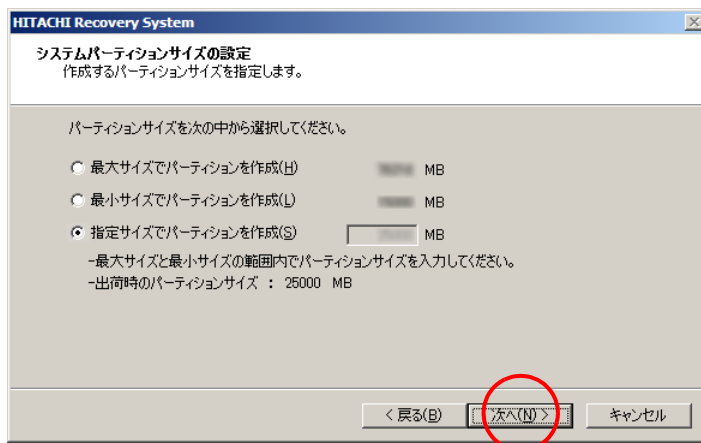 HITACHI Recovery System
システムパーティションサイズの設定
作成するパーティションサイズを指定します。
パーティションサイズを次の中から選択してください。
最大サイズでパーティションを作成(H) MB
最小サイズでパーティションを作成(L) MB
指定サイズでパーティションを作成(S) MB
-最大サイズと最小サイズの範囲内でパーティションサイズを入力してください。
-出荷時のパーティションサイズ : 25000 MB
< 戻る(B) 次へ(N) > キャンセル